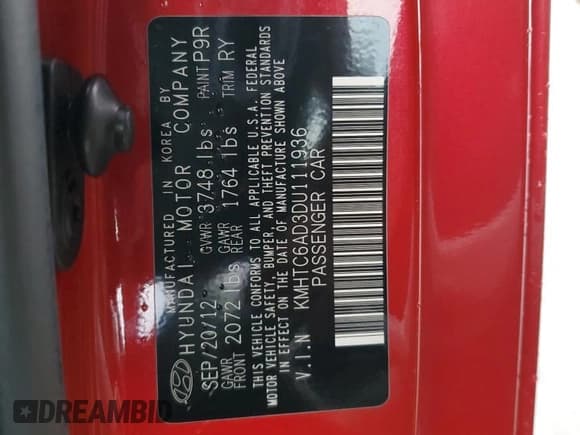 MANUFACTURED IN KOREA BY
HYUNDAI MOTOR COMPANY
SEP/20/12 GVWR 3748 lbs PAINT P9R
GAWR FRONT 2072 lbs GAWR REAR 1764 lbs TRIM RY
THIS VEHICLE CONFORMS TO ALL APPLICABLE U.S.A. FEDERAL
MOTOR VEHICLE SAFETY, BUMPER, AND THEFT PREVENTION STANDARDS
IN EFFECT ON THE DATE OF MANUFACTURE SHOWN ABOVE
V.I.N KMHTC6AD3DU111936
PASSENGER CAR
DREAMBID